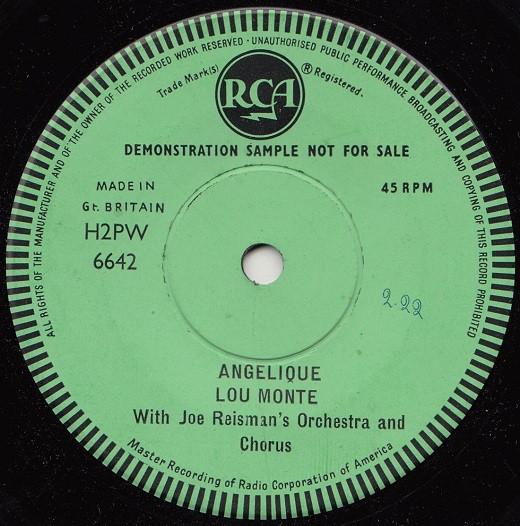 ALL RIGHTS OF THE MANUFACTURER AND OF THE OWNER OF THE RECORDED WORK RESERVED · UNAUTHORISED PUBLIC PERFORMANCE BROADCASTING AND COPYING OF THIS RECORD PROHIBITED
Trade Mark(s) ® Registered.
RCA
DEMONSTRATION SAMPLE NOT FOR SALE
MADE IN 45 RPM
Gt. BRITAIN
H2PW
6642
2.22
ANGELIQUE
LOU MONTE
With Joe Reisman's Orchestra and
Chorus
Master Recording of Radio Corporation of America